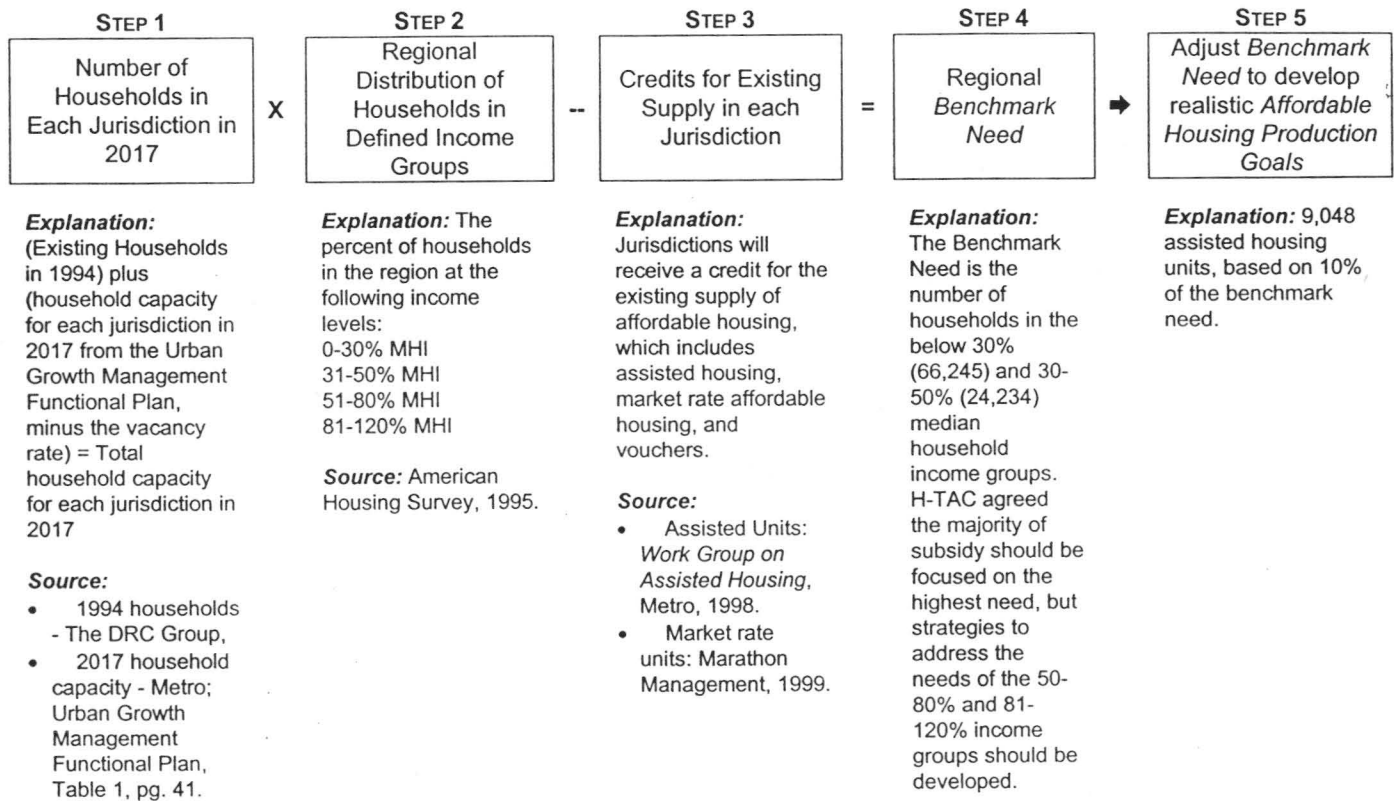 STEP 1
Number of
Households in
Each Jurisdiction in
2017
X
STEP 2
Regional
Distribution of
Households in
Defined Income
Groups
--
STEP 3
Credits for Existing
Supply in each
Jurisdiction
=
STEP 4
Regional
Benchmark
Need
➡
STEP 5
Adjust Benchmark
Need to develop
realistic Affordable
Housing Production
Goals
Explanation:
(Existing Households
in 1994) plus
(household capacity
for each jurisdiction in
2017 from the Urban
Growth Management
Functional Plan,
minus the vacancy
rate) = Total
household capacity
for each jurisdiction in
2017
Source:
• 1994 households
- The DRC Group,
• 2017 household
capacity - Metro;
Urban Growth
Management
Functional Plan,
Table 1, pg. 41.
Explanation: The
percent of households
in the region at the
following income
levels:
0-30% MHI
31-50% MHI
51-80% MHI
81-120% MHI
Source: American
Housing Survey, 1995.
Explanation:
Jurisdictions will
receive a credit for the
existing supply of
affordable housing,
which includes
assisted housing,
market rate affordable
housing, and
vouchers.
Source:
• Assisted Units:
Work Group on
Assisted Housing,
Metro, 1998.
• Market rate
units: Marathon
Management, 1999.
Explanation:
The Benchmark
Need is the
number of
households in the
below 30%
(66,245) and 30-
50% (24,234)
median
household
income groups.
H-TAC agreed
the majority of
subsidy should be
focused on the
highest need, but
strategies to
address the
needs of the 50-
80% and 81-
120% income
groups should be
developed.
Explanation: 9,048
assisted housing
units, based on 10%
of the benchmark
need.